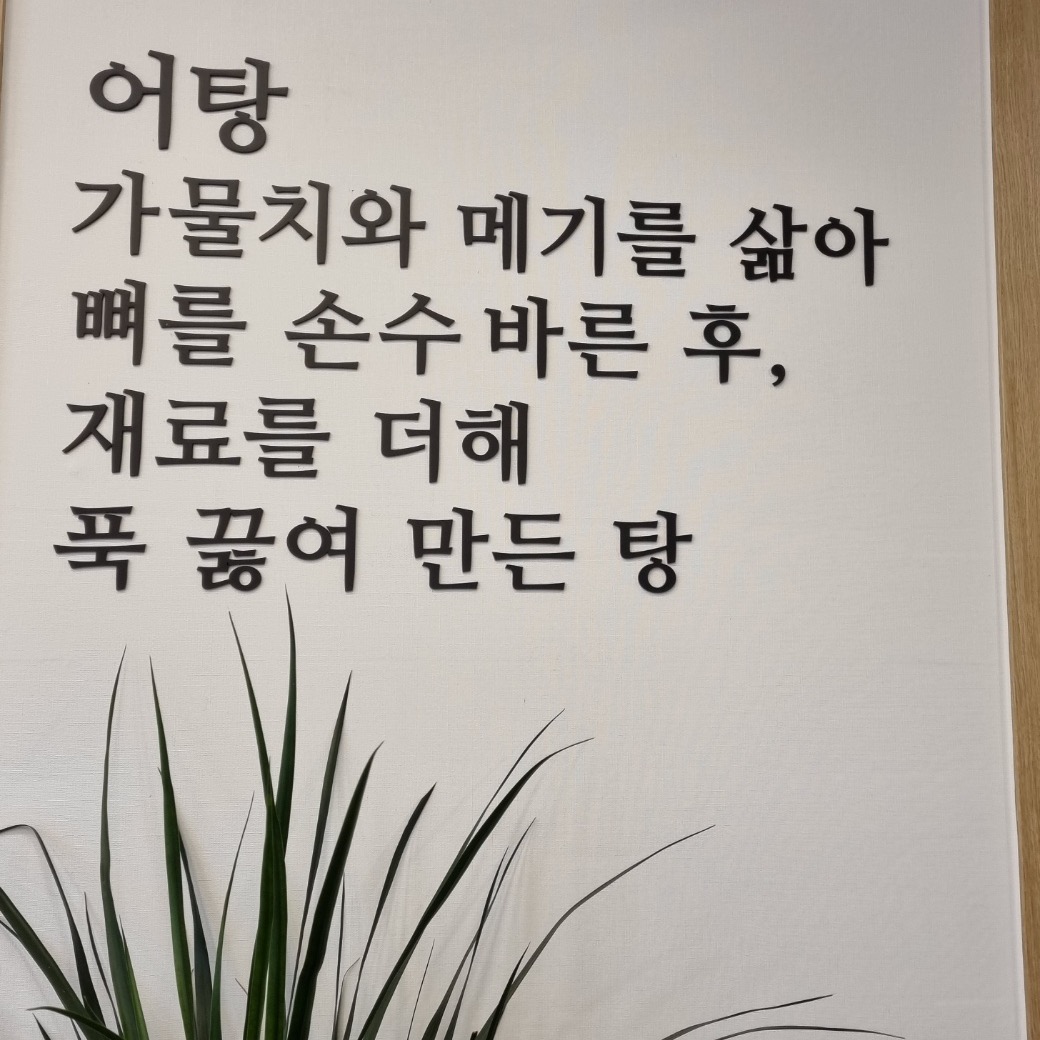 어탕
가물치와 메기를 삶아
뼈를 손수 바른 후,
재료를 더해
푹 끓여 만든 탕